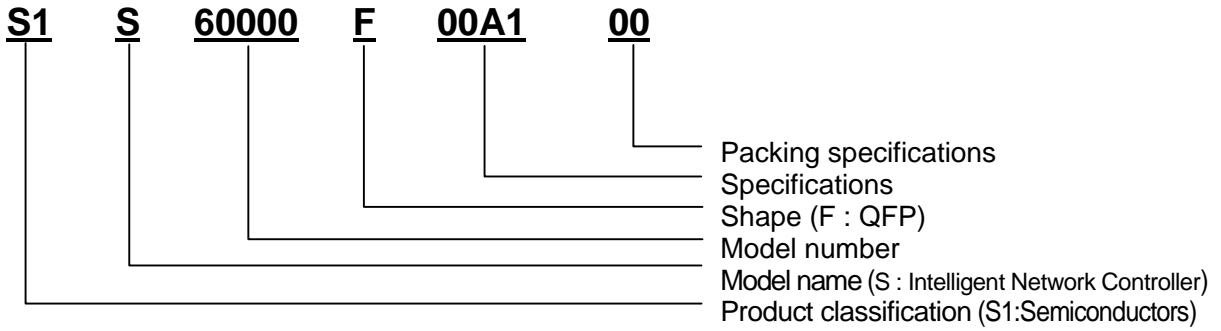 S1 S 60000 F 00A1 00
Packing specifications
Specifications
Shape (F : QFP)
Model number
Model name (S : Intelligent Network Controller)
Product classification (S1:Semiconductors)